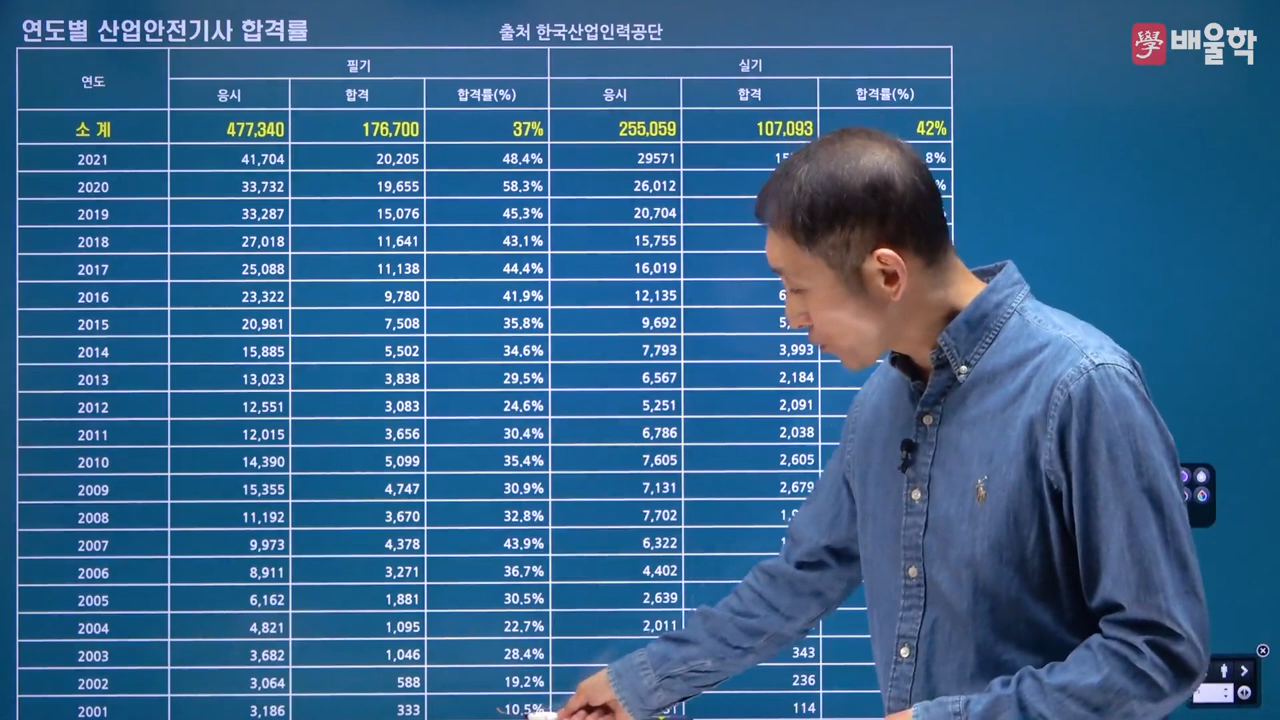 연도별 산업안전기사 합격률 출처 한국산업인력공단
學 배울학
연도 필기 실기
응시 합격 합격률(%) 응시 합격 합격률(%)
소 계 477,340 176,700 37% 255,059 107,093 42%
2021 41,704 20,205 48.4% 29571
2020 33,732 19,655 58.3% 26,012
2019 33,287 15,076 45.3% 20,704
2018 27,018 11,641 43.1% 15,755
2017 25,088 11,138 44.4% 16,019
2016 23,322 9,780 41.9% 12,135
2015 20,981 7,508 35.8% 9,692
2014 15,885 5,502 34.6% 7,793 3,993
2013 13,023 3,838 29.5% 6,567 2,184
2012 12,551 3,083 24.6% 5,251 2,091
2011 12,015 3,656 30.4% 6,786 2,038
2010 14,390 5,099 35.4% 7,605 2,605
2009 15,355 4,747 30.9% 7,131 2,679
2008 11,192 3,670 32.8% 7,702
2007 9,973 4,378 43.9% 6,322
2006 8,911 3,271 36.7% 4,402
2005 6,162 1,881 30.5% 2,639
2004 4,821 1,095 22.7% 2,011
2003 3,682 1,046 28.4% 343
2002 3,064 588 19.2% 236
2001 3,186 333 10.5% 114